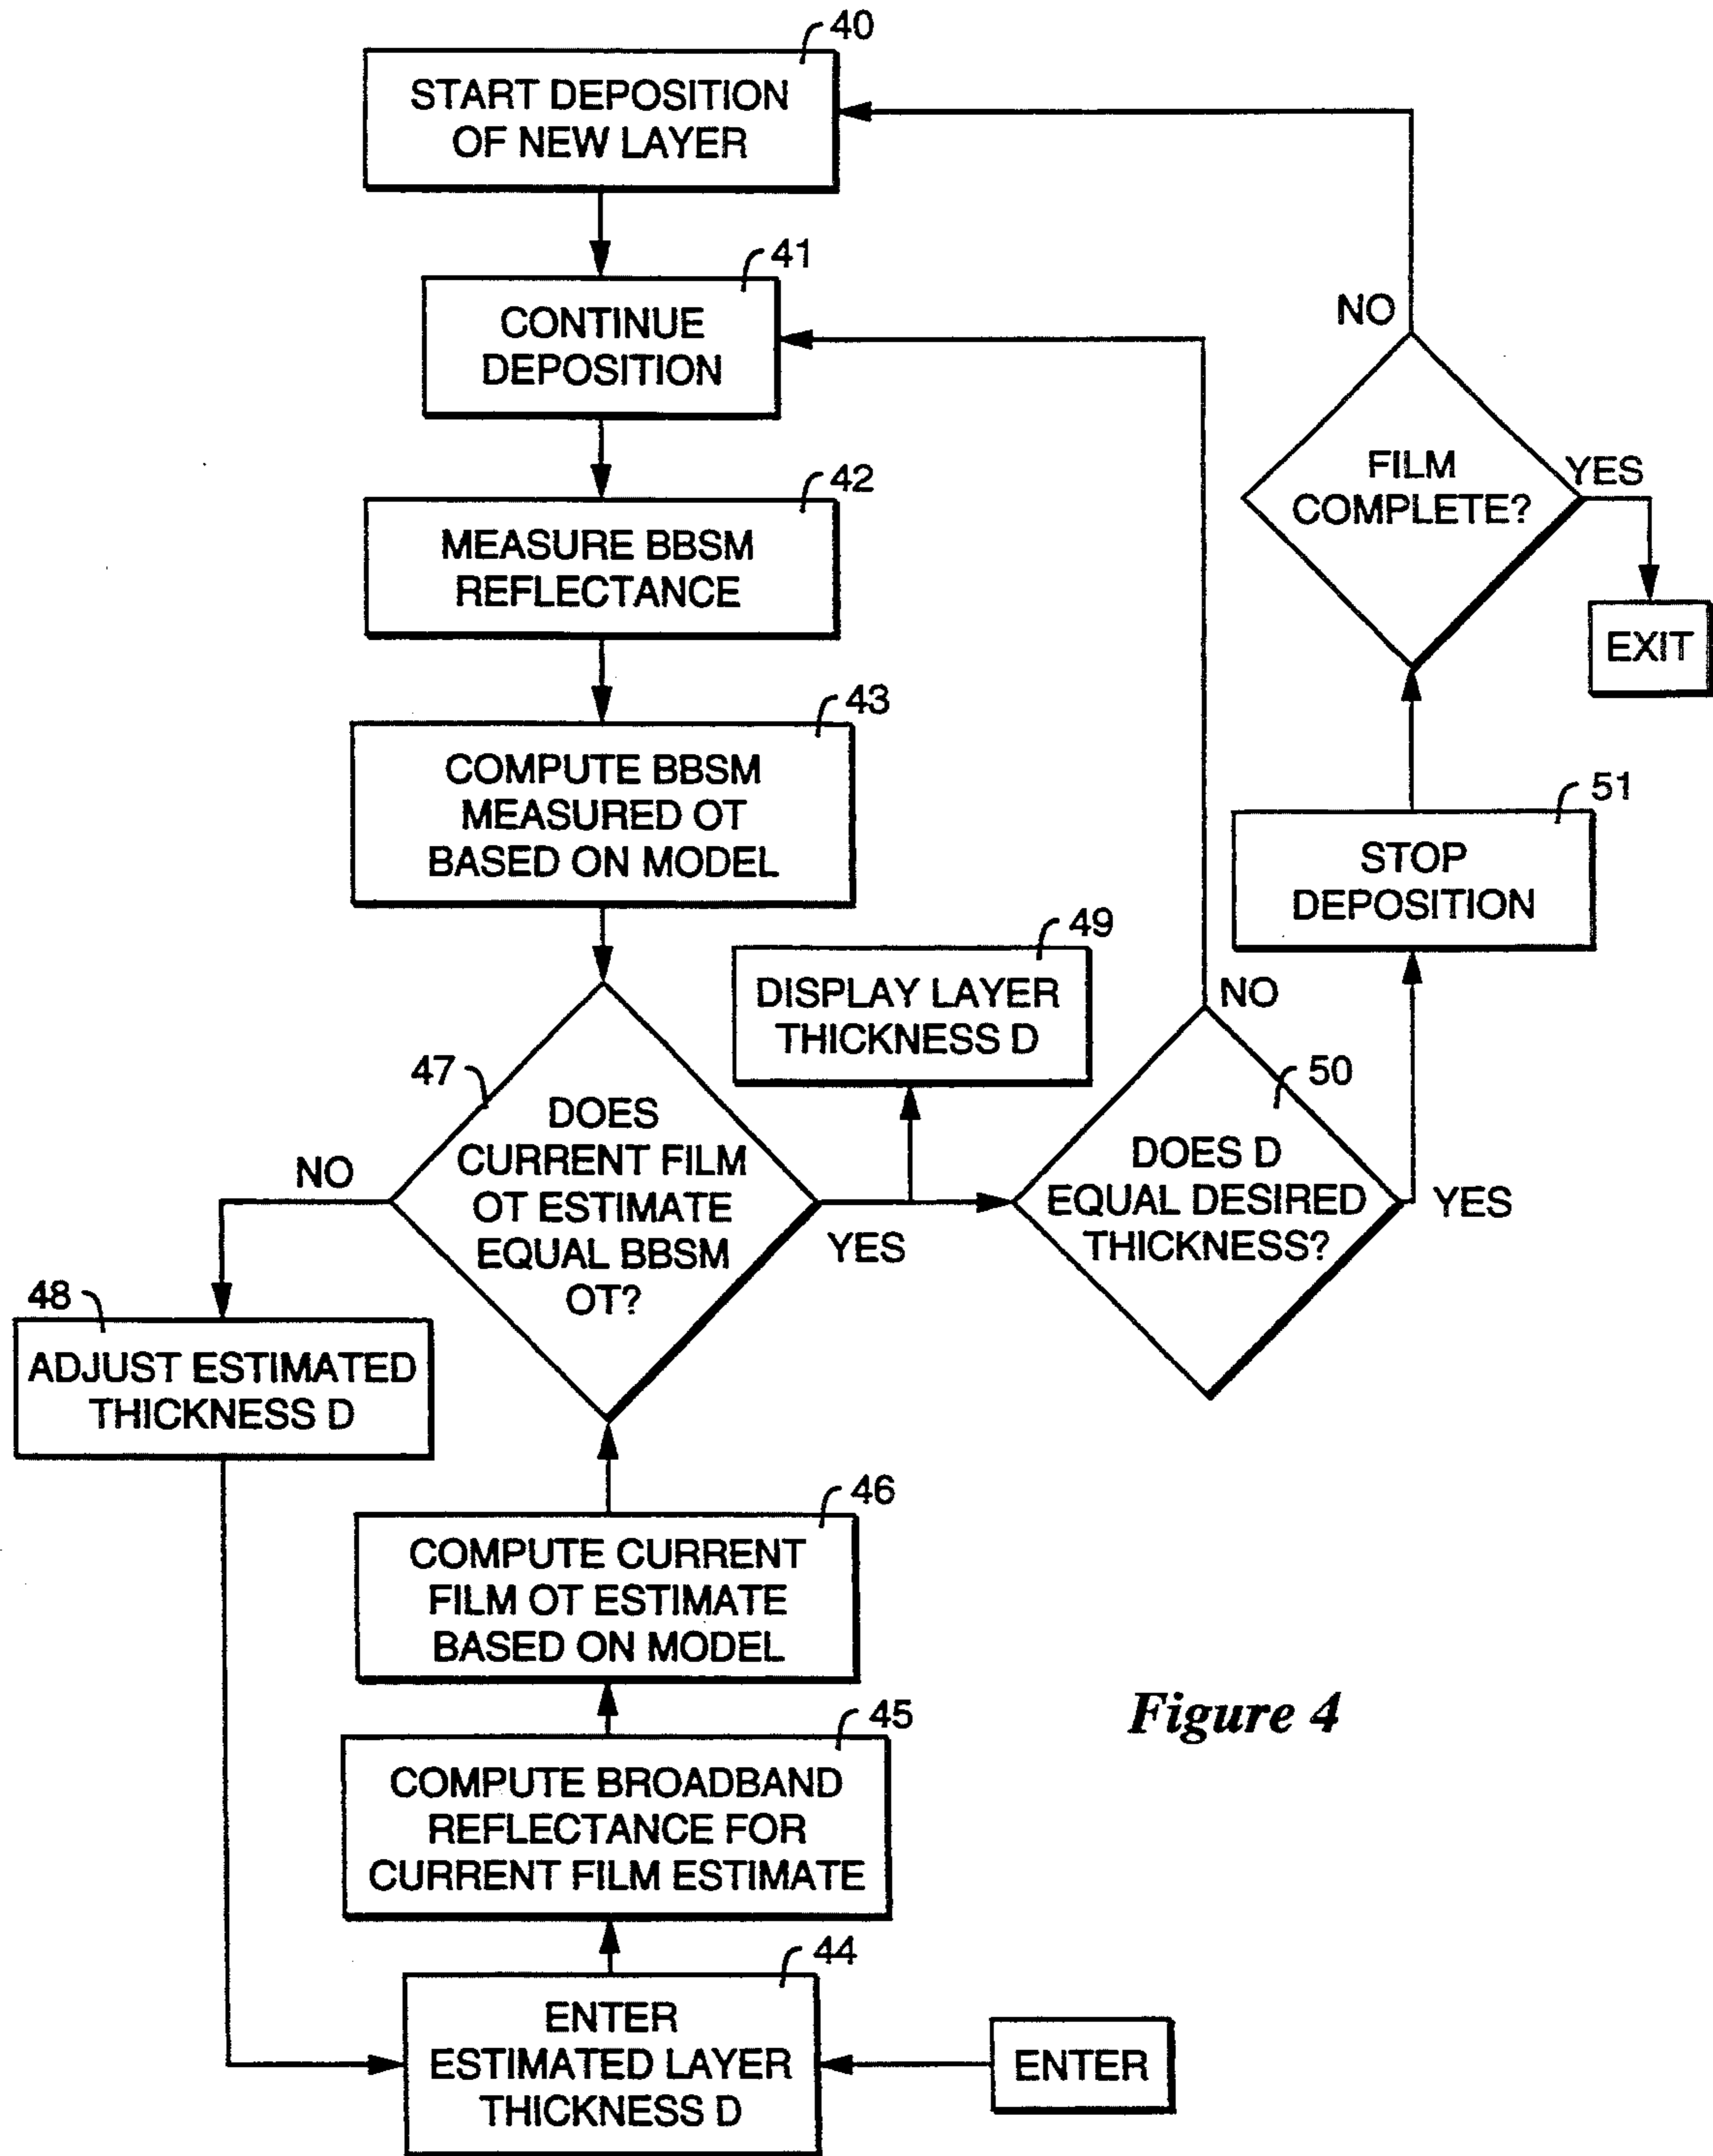 40
START DEPOSITION
OF NEW LAYER
41
CONTINUE
DEPOSITION
NO
FILM
COMPLETE?
YES
EXIT
42
MEASURE BBSM
REFLECTANCE
43
COMPUTE BBSM
MEASURED OT
BASED ON MODEL
51
STOP
DEPOSITION
49
DISPLAY LAYER
THICKNESS D
NO
47
DOES
CURRENT FILM
OT ESTIMATE
EQUAL BBSM
OT?
NO
YES
50
DOES D
EQUAL DESIRED
THICKNESS?
YES
48
ADJUST ESTIMATED
THICKNESS D
46
COMPUTE CURRENT
FILM OT ESTIMATE
BASED ON MODEL
45
COMPUTE BROADBAND
REFLECTANCE FOR
CURRENT FILM ESTIMATE
Figure 4
44
ENTER
ESTIMATED LAYER
THICKNESS D
ENTER